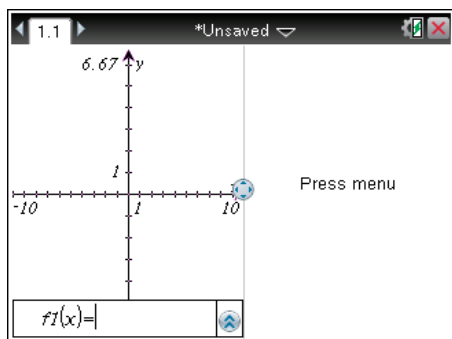 1.1 *Unsaved
6.67 y
1
-10 1 10
f1(x)=
Press menu